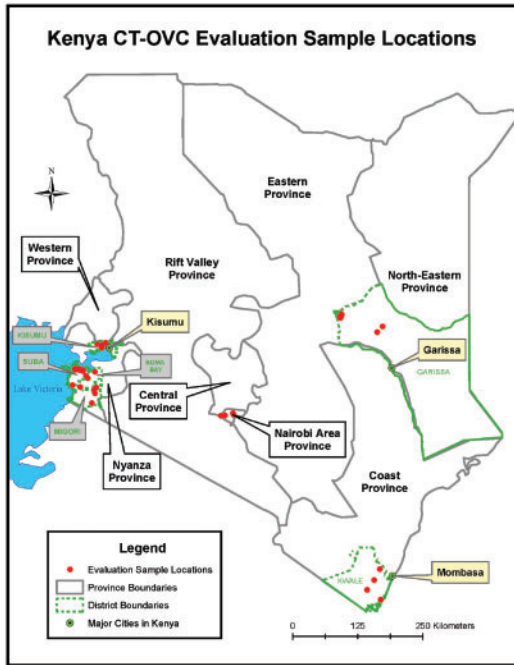 Kenya CT-OVC Evaluation Sample Locations
N
Eastern
Province
Western
Province
Rift Valley
Province
North-Eastern
Province
KISUMU
Kisumu
SUBA
HOMA
BAY
Garissa
GARISSA
Lake Victoria
Central
Province
MIGORI
Nairobi Area
Province
Nyanza
Province
Coast
Province
Legend
Evaluation Sample Locations
Province Boundaries
District Boundaries
Major Cities in Kenya
KWALE
Mombasa
0 125 250 Kilometers